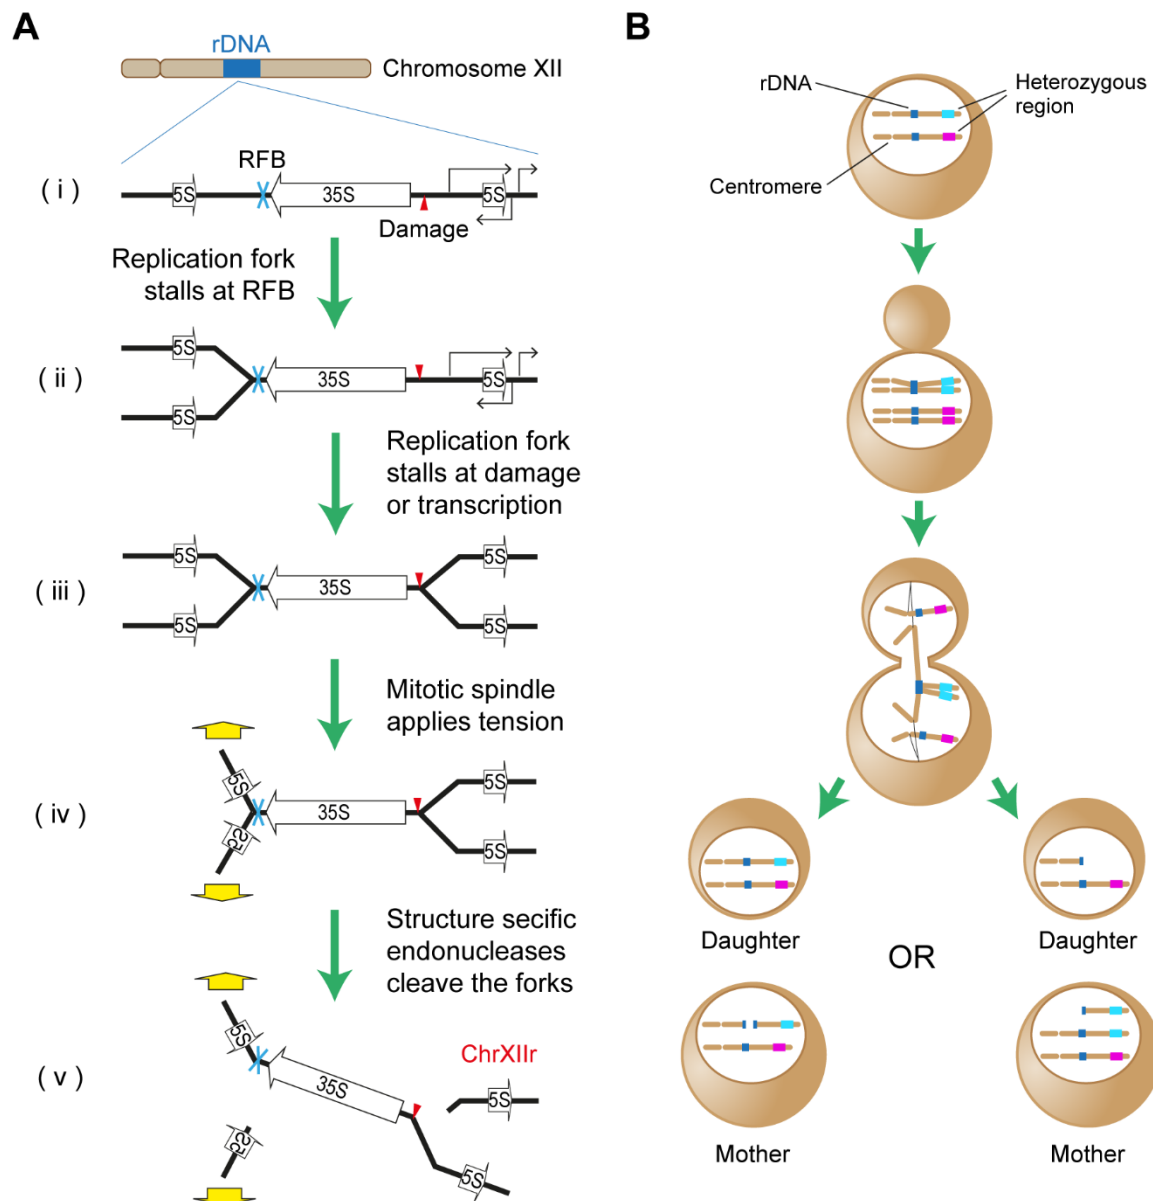 A
rDNA
Chromosome XII
RFB
( i )
5S
35S
5S
Damage
Replication fork
stalls at RFB
5S
( ii )
35S
5S
5S
Replication fork
stalls at damage
or transcription
5S
5S
( iii )
35S
5S
5S
Mitotic spindle
applies tension
5S
5S
( iv )
35S
5S
5S
Structure secific
endonucleases
cleave the forks
5S
ChrXIIr
( v )
35S
5S
5S
5S
B
rDNA
Heterozygous
region
Centromere
Daughter
Daughter
OR
Mother
Mother